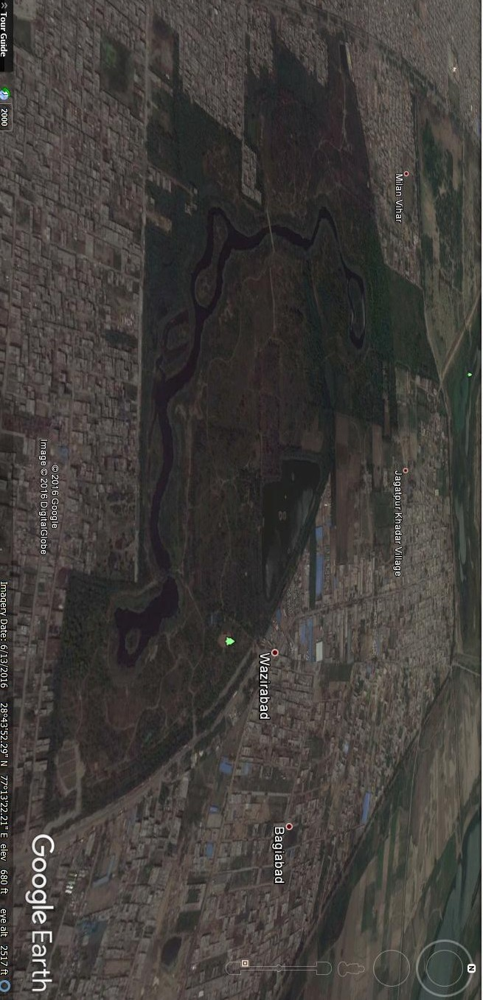 N
Milan Vihar
Jagatpur Khadar Village
Wazirabad
Bagiabad
© 2016 Google
Image © 2016 DigitalGlobe
Google Earth
Tour Guide
2000
Imagery Date: 6/13/2016 28°43'52.29" N 77°13'22.21" E elev 680 ft eye alt 2517 ft